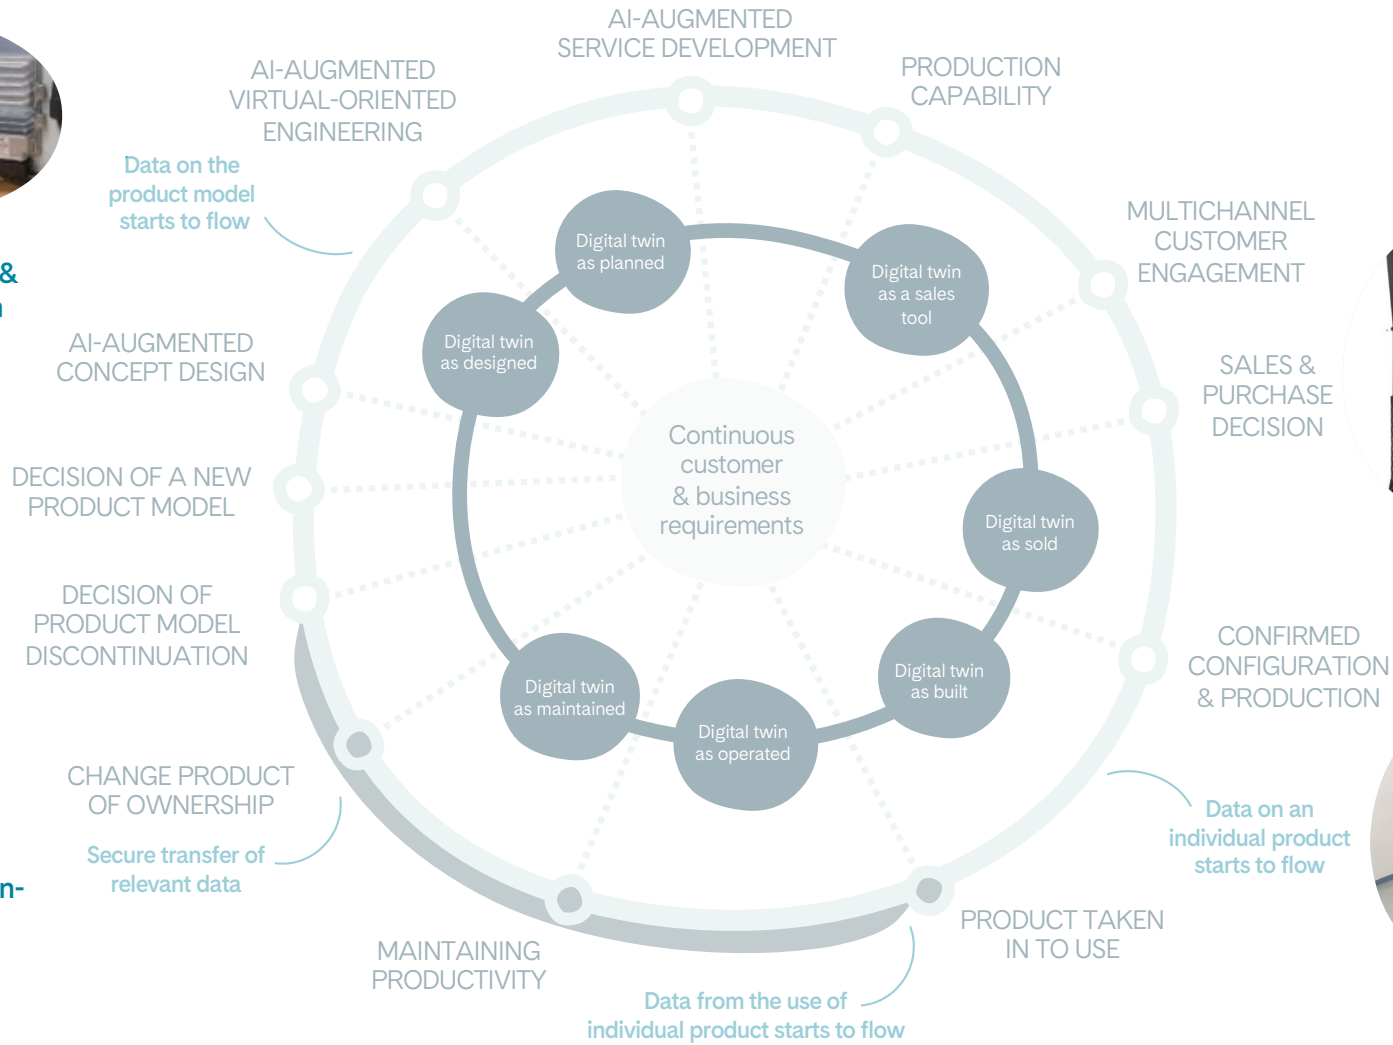 AI-AUGMENTED
SERVICE DEVELOPMENT
PRODUCTION
CAPABILITY
AI-AUGMENTED
VIRTUAL-ORIENTED
ENGINEERING
Data on the
product model
starts to flow
MULTICHANNEL
CUSTOMER
ENGAGEMENT
&
AI-AUGMENTED
CONCEPT DESIGN
SALES &
PURCHASE
DECISION
DECISION OF A NEW
PRODUCT MODEL
DECISION OF
PRODUCT MODEL
DISCONTINUATION
CONFIRMED
CONFIGURATION
& PRODUCTION
CHANGE PRODUCT
OF OWNERSHIP
Secure transfer of
relevant data
n-
Data on an
individual product
starts to flow
MAINTAINING
PRODUCTIVITY
PRODUCT TAKEN
IN TO USE
Data from the use of
individual product starts to flow
Digital twin
as planned
Digital twin
as a sales
tool
Digital twin
as designed
Digital twin
as sold
Digital twin
as built
Digital twin
as operated
Digital twin
as maintained
Continuous
customer
& business
requirements